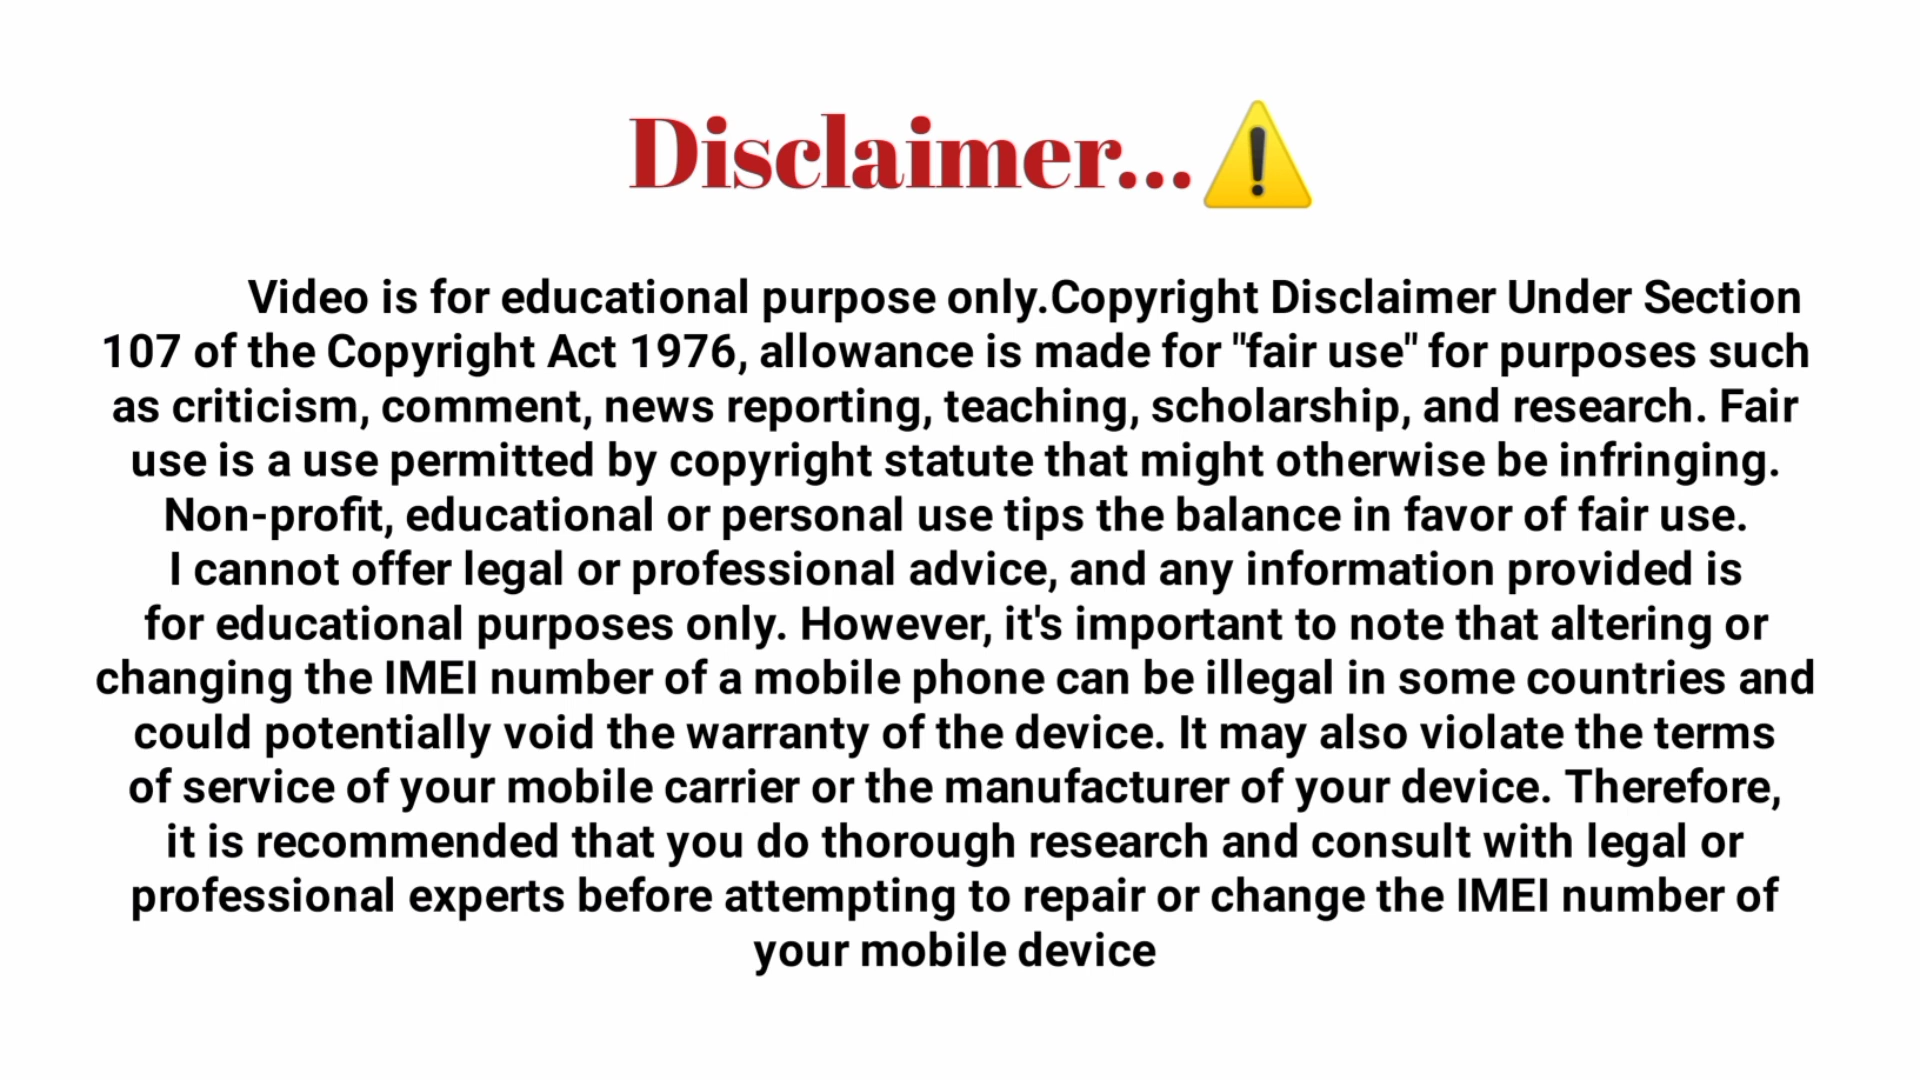 Disclaimer...⚠️
Video is for educational purpose only.Copyright Disclaimer Under Section
107 of the Copyright Act 1976, allowance is made for "fair use" for purposes such
as criticism, comment, news reporting, teaching, scholarship, and research. Fair
use is a use permitted by copyright statute that might otherwise be infringing.
Non-profit, educational or personal use tips the balance in favor of fair use.
I cannot offer legal or professional advice, and any information provided is
for educational purposes only. However, it's important to note that altering or
changing the IMEI number of a mobile phone can be illegal in some countries and
could potentially void the warranty of the device. It may also violate the terms
of service of your mobile carrier or the manufacturer of your device. Therefore,
it is recommended that you do thorough research and consult with legal or
professional experts before attempting to repair or change the IMEI number of
your mobile device